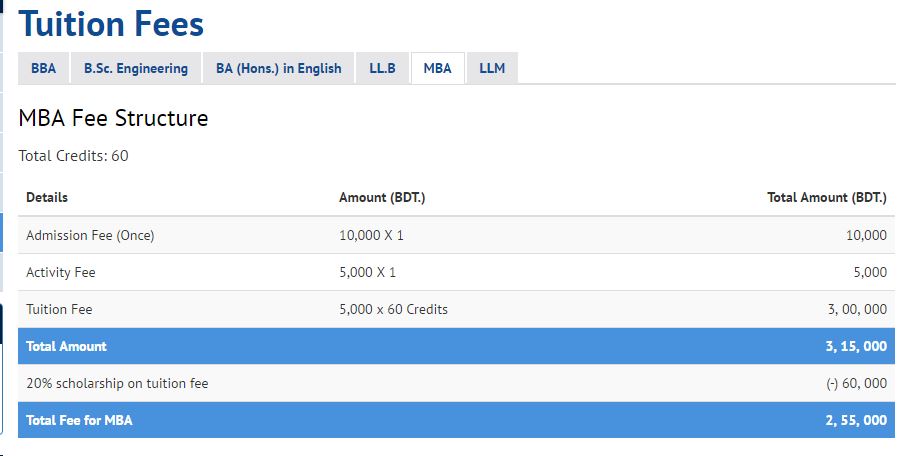 Tuition Fees
BBA B.Sc. Engineering BA (Hons.) in English LL.B MBA LLM
MBA Fee Structure
Total Credits: 60
Details Amount (BDT.) Total Amount (BDT.)
Admission Fee (Once) 10,000 X 1 10,000
Activity Fee 5,000 X 1 5,000
Tuition Fee 5,000 x 60 Credits 3, 00, 000
Total Amount 3, 15, 000
20% scholarship on tuition fee (-) 60, 000
Total Fee for MBA 2, 55, 000